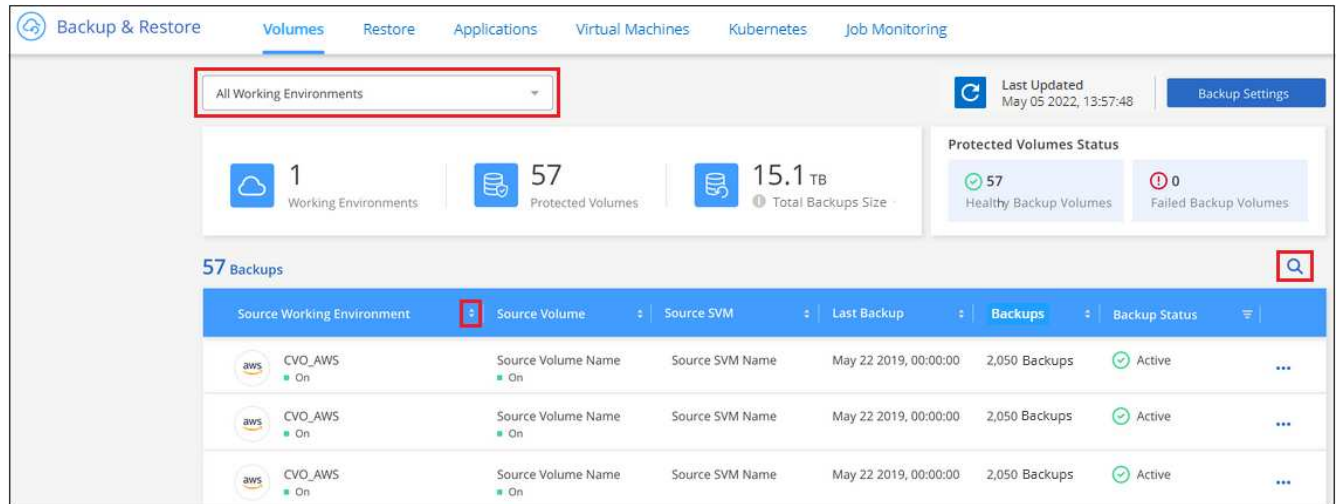 Backup & Restore Volumes Restore Applications Virtual Machines Kubernetes Job Monitoring
All Working Environments
Last Updated
May 05 2022, 13:57:48
Backup Settings
1
Working Environments
57
Protected Volumes
15.1 TB
Total Backups Size
Protected Volumes Status
57
Healthy Backup Volumes
0
Failed Backup Volumes
57 Backups
Source Working Environment Source Volume Source SVM Last Backup Backups Backup Status
aws CVO_AWS Source Volume Name Source SVM Name May 22 2019, 00:00:00 2,050 Backups Active
On On
aws CVO_AWS Source Volume Name Source SVM Name May 22 2019, 00:00:00 2,050 Backups Active
On On
aws CVO_AWS Source Volume Name Source SVM Name May 22 2019, 00:00:00 2,050 Backups Active
On On